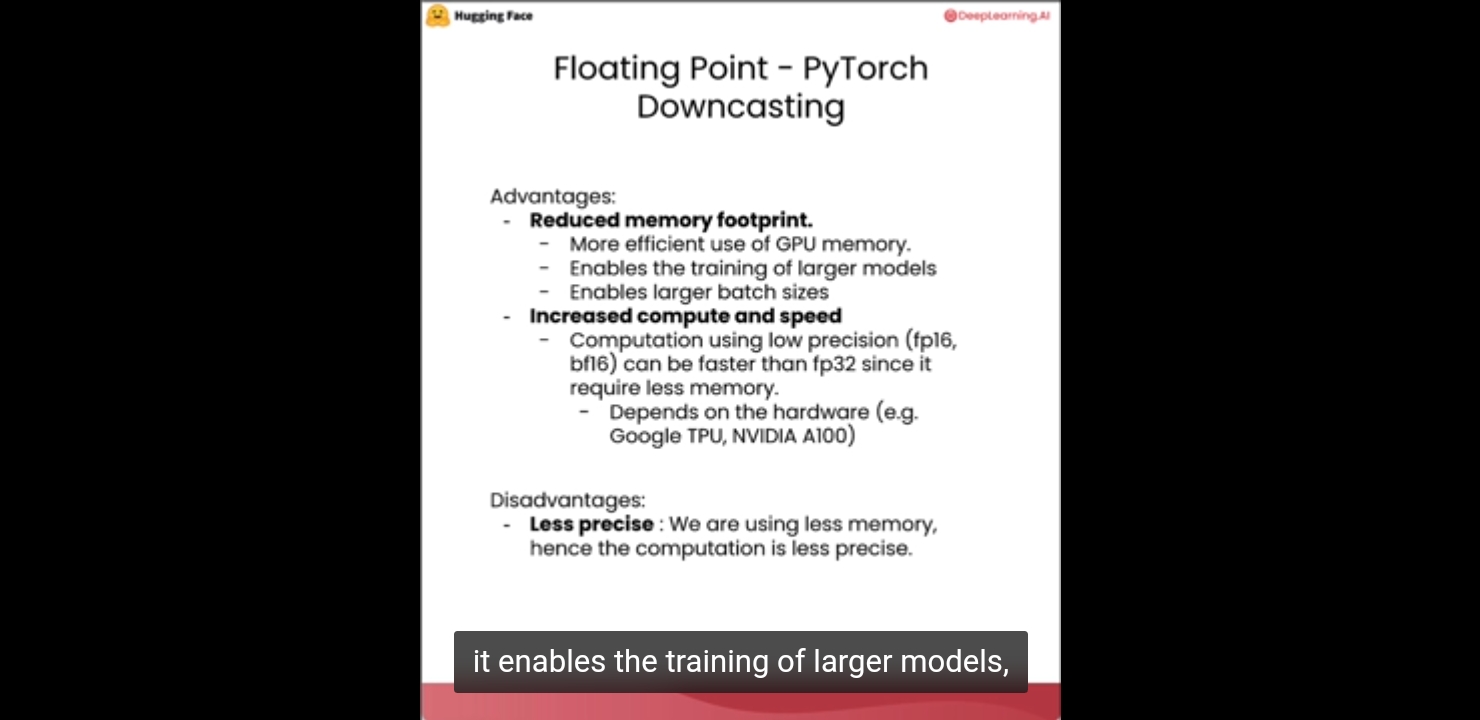 Hugging Face
DeepLearning.AI
Floating Point - PyTorch
Downcasting
Advantages:
- Reduced memory footprint.
- More efficient use of GPU memory.
- Enables the training of larger models
- Enables larger batch sizes
- Increased compute and speed
- Computation using low precision (fp16,
bf16) can be faster than fp32 since it
require less memory.
- Depends on the hardware (e.g.
Google TPU, NVIDIA A100)
Disadvantages:
- Less precise : We are using less memory,
hence the computation is less precise.
it enables the training of larger models,